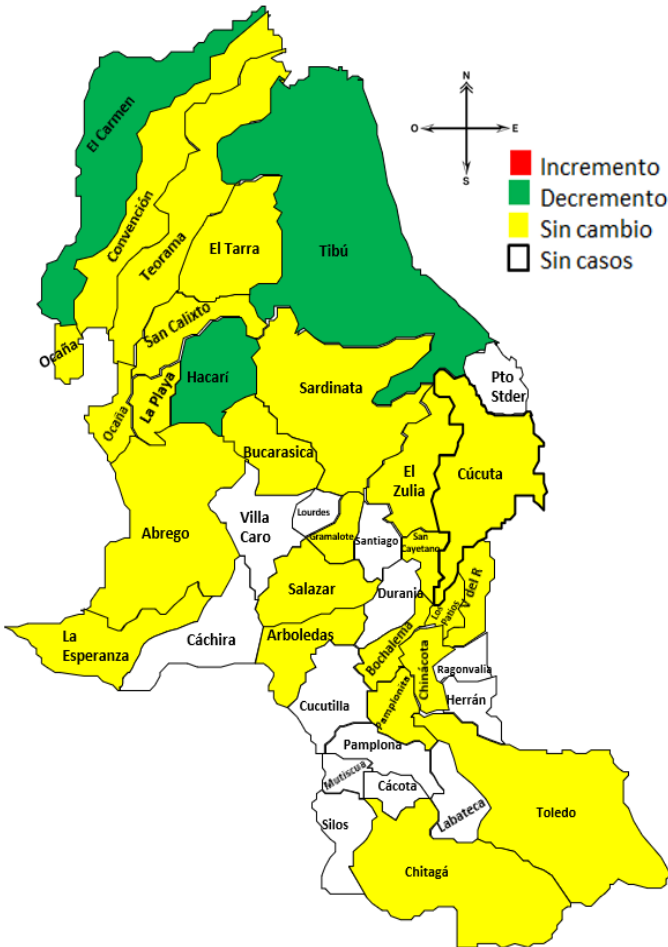 N
O
E
S
Incremento
Decremento
Sin cambio
Sin casos
El Carmen
Convención
Teorama
El Tarra
Tibú
San Calixto
Ocaña
Hacarí
La Playa
Ocaña
Sardinata
Pto
Stder
Bucarasica
El
Zulia
Cúcuta
Abrego
Villa
Caro
Lourdes
Gramalote
Santiago
San
Cayetano
Salazar
Durania
Los
Patios
V del R
La
Esperanza
Cáchira
Arboledas
Bochalema
Chinácota
Ragonvalia
Herrán
Cucutilla
Pamplonita
Pamplona
Mutiscua
Cácota
Labateca
Toledo
Silos
Chitagá